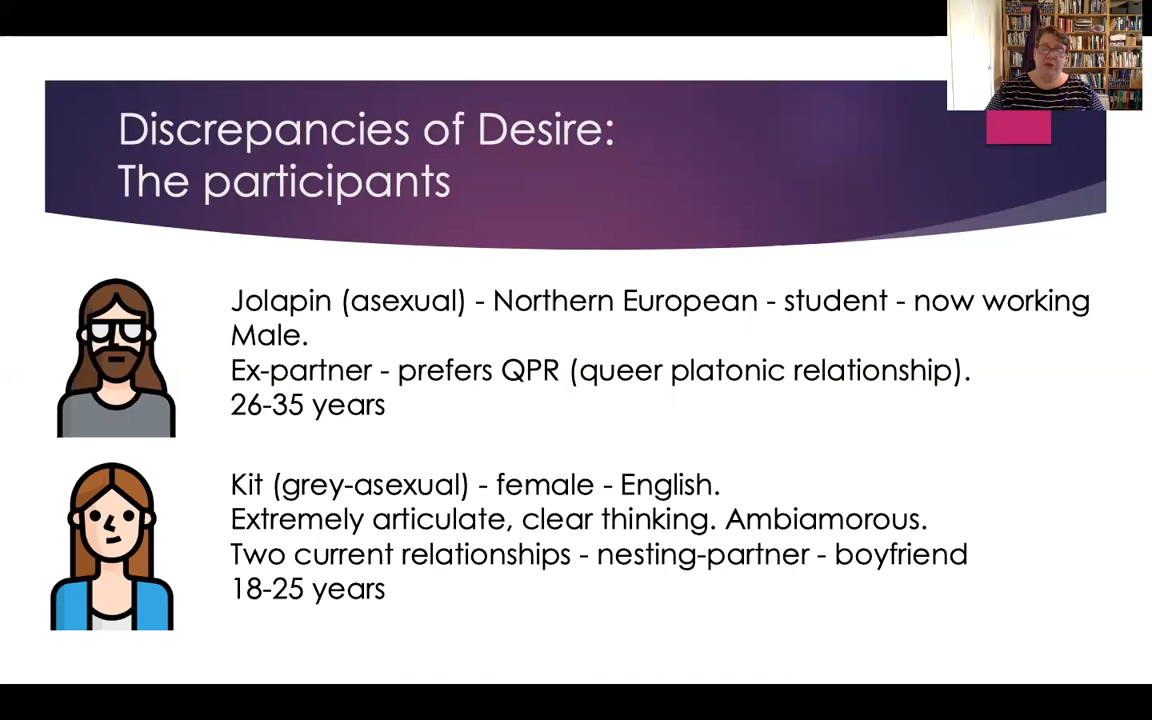 Discrepancies of Desire:
The participants
Jolapin (asexual) - Northern European - student - now working
Male.
Ex-partner - prefers QPR (queer platonic relationship).
26-35 years
Kit (grey-asexual) - female - English.
Extremely articulate, clear thinking. Ambiamorous.
Two current relationships - nesting-partner - boyfriend
18-25 years